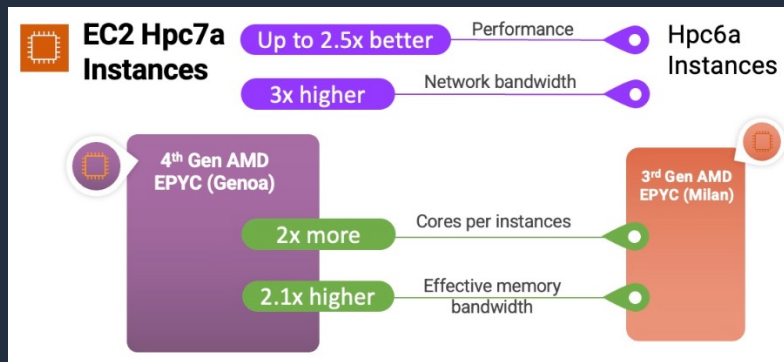 EC2 Hpc7a
Instances
Up to 2.5x better
Performance
Hpc6a
Instances
3x higher
Network bandwidth
4th Gen AMD
EPYC (Genoa)
3rd Gen AMD
EPYC (Milan)
2x more
Cores per instances
2.1x higher
Effective memory
bandwidth